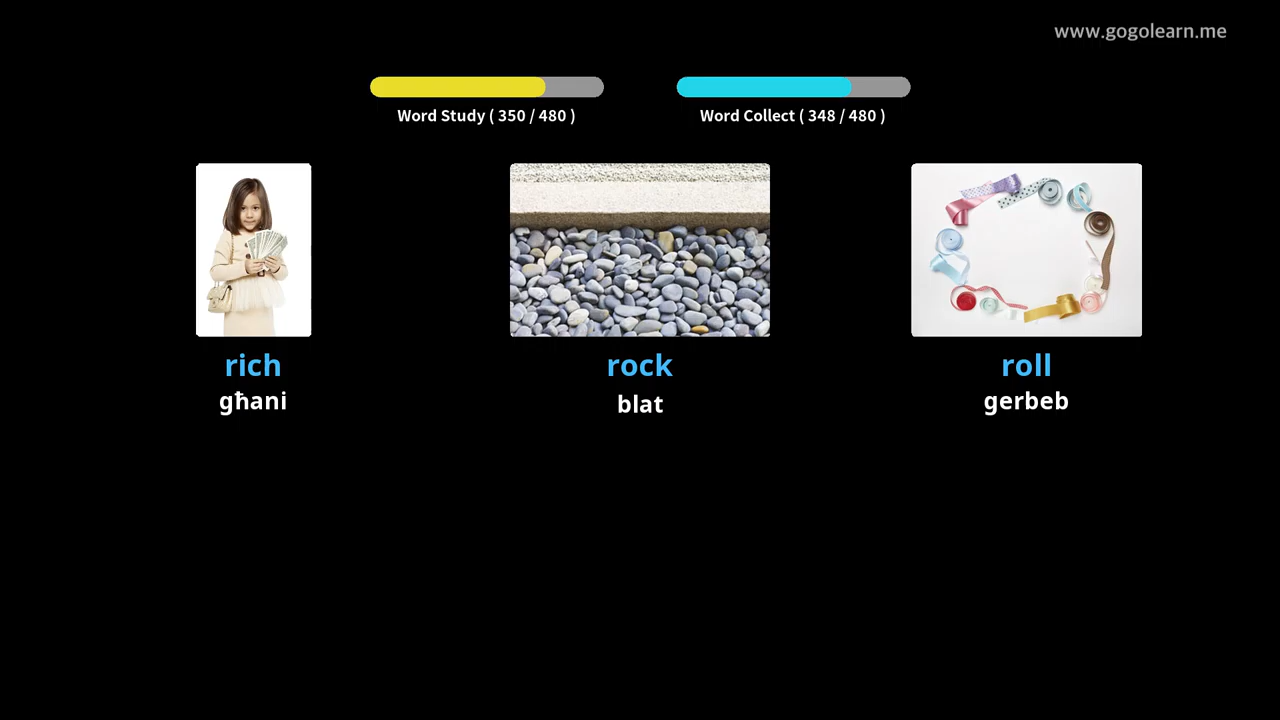 www.gogolearn.me
Word Study ( 350 / 480 )
Word Collect ( 348 / 480 )
rich
għani
rock
blat
roll
gerbeb